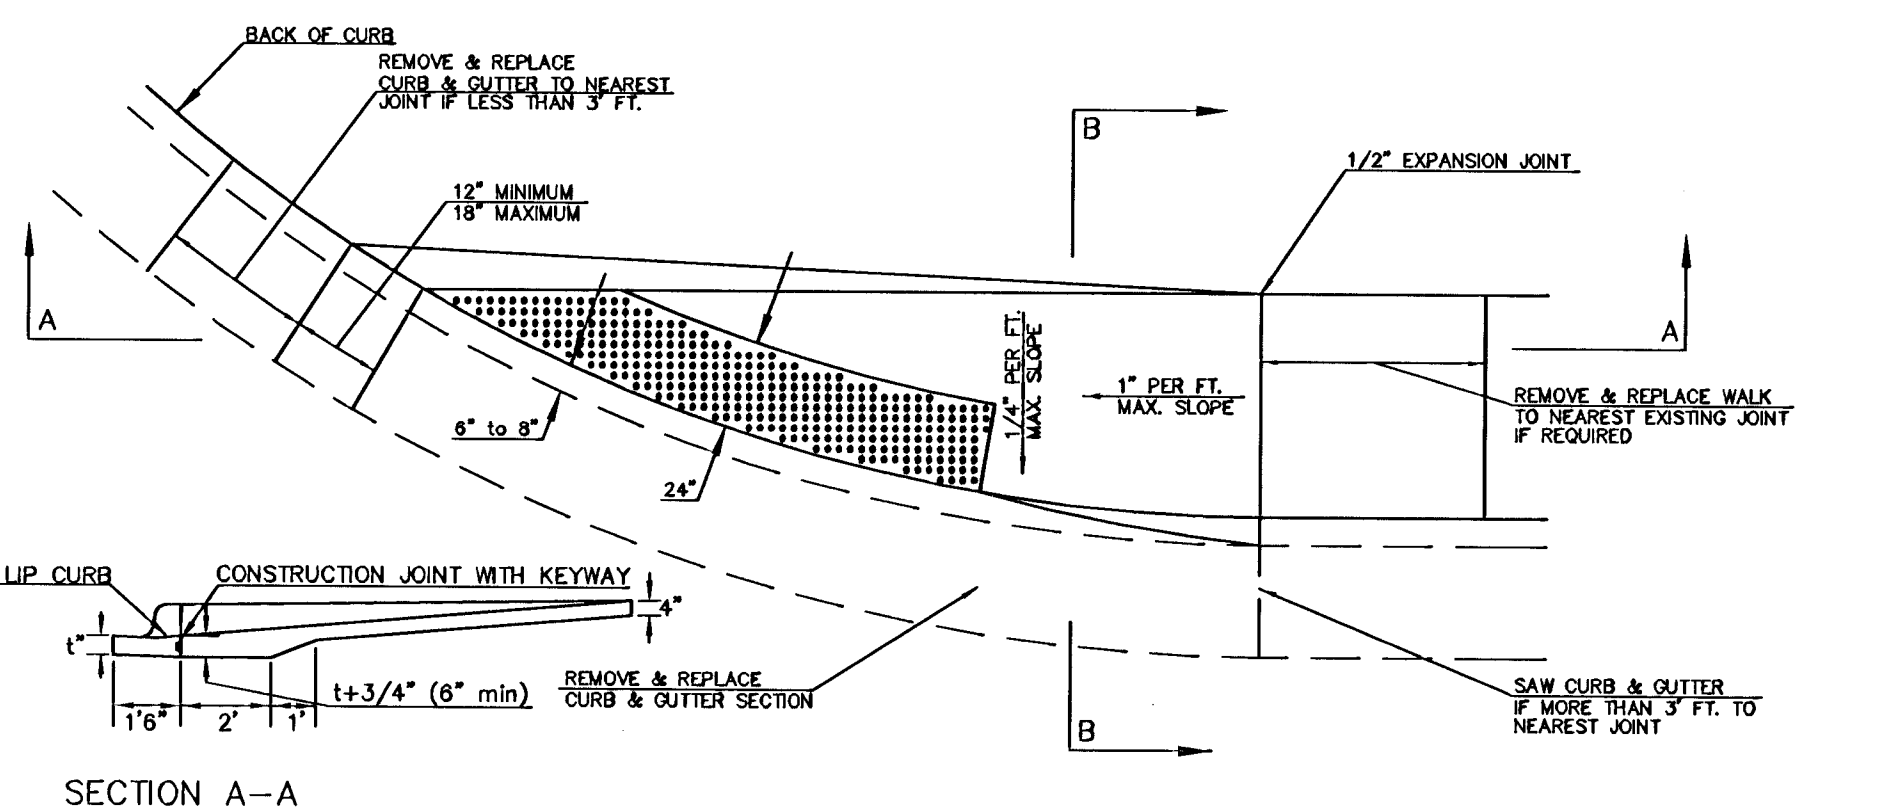 BACK OF CURB
REMOVE & REPLACE
CURB & GUTTER TO NEAREST
JOINT IF LESS THAN 3' FT.
12" MINIMUM
18" MAXIMUM
B
1/2" EXPANSION JOINT
A
A
1/4" PER FT.
MAX. SLOPE
1" PER FT.
MAX. SLOPE
REMOVE & REPLACE WALK
TO NEAREST EXISTING JOINT
IF REQUIRED
6" to 8"
24"
LIP CURB
CONSTRUCTION JOINT WITH KEYWAY
4"
t"
t+3/4" (6" min)
1'6"
2'
1'
REMOVE & REPLACE
CURB & GUTTER SECTION
SAW CURB & GUTTER
IF MORE THAN 3' FT. TO
NEAREST JOINT
B
SECTION A-A